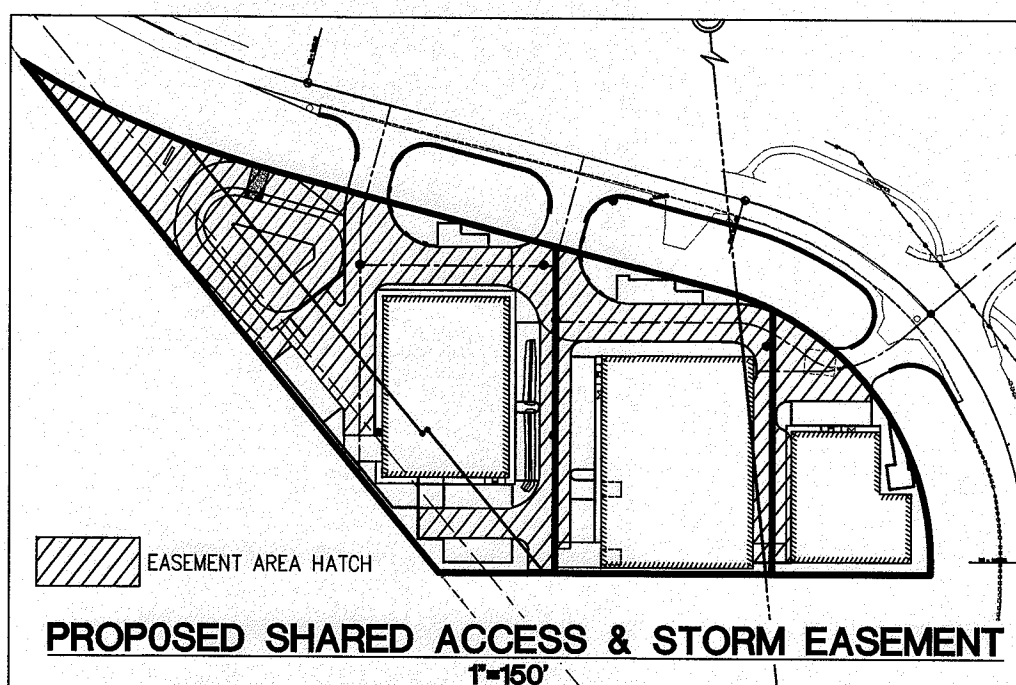 EASEMENT AREA HATCH
PROPOSED SHARED ACCESS & STORM EASEMENT
1"=150'